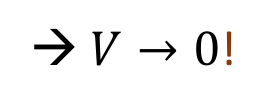 ➔ V → 0!